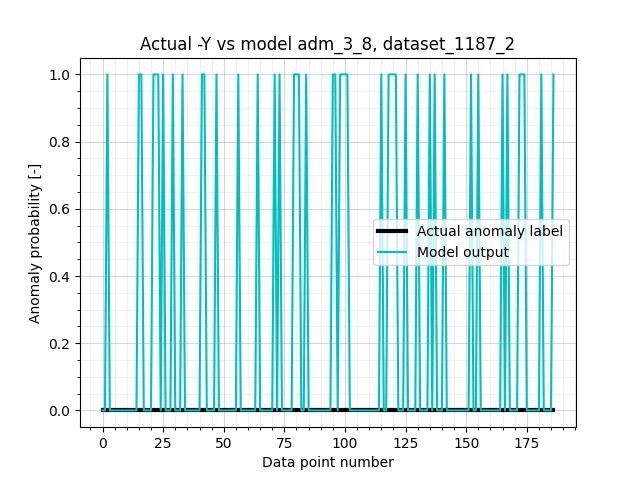 Actual -Y vs model adm_3_8, dataset_1187_2
1.0
0.8
0.6
0.4
0.2
0.0
Anomaly probability [-]
Actual anomaly label
Model output
0 25 50 75 100 125 150 175
Data point number